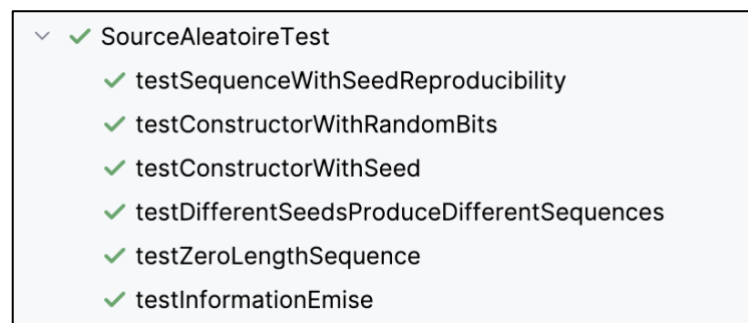 SourceAleatoireTest
testSequenceWithSeedReproducibility
testConstructorWithRandomBits
testConstructorWithSeed
testDifferentSeedsProduceDifferentSequences
testZeroLengthSequence
testInformationEmise